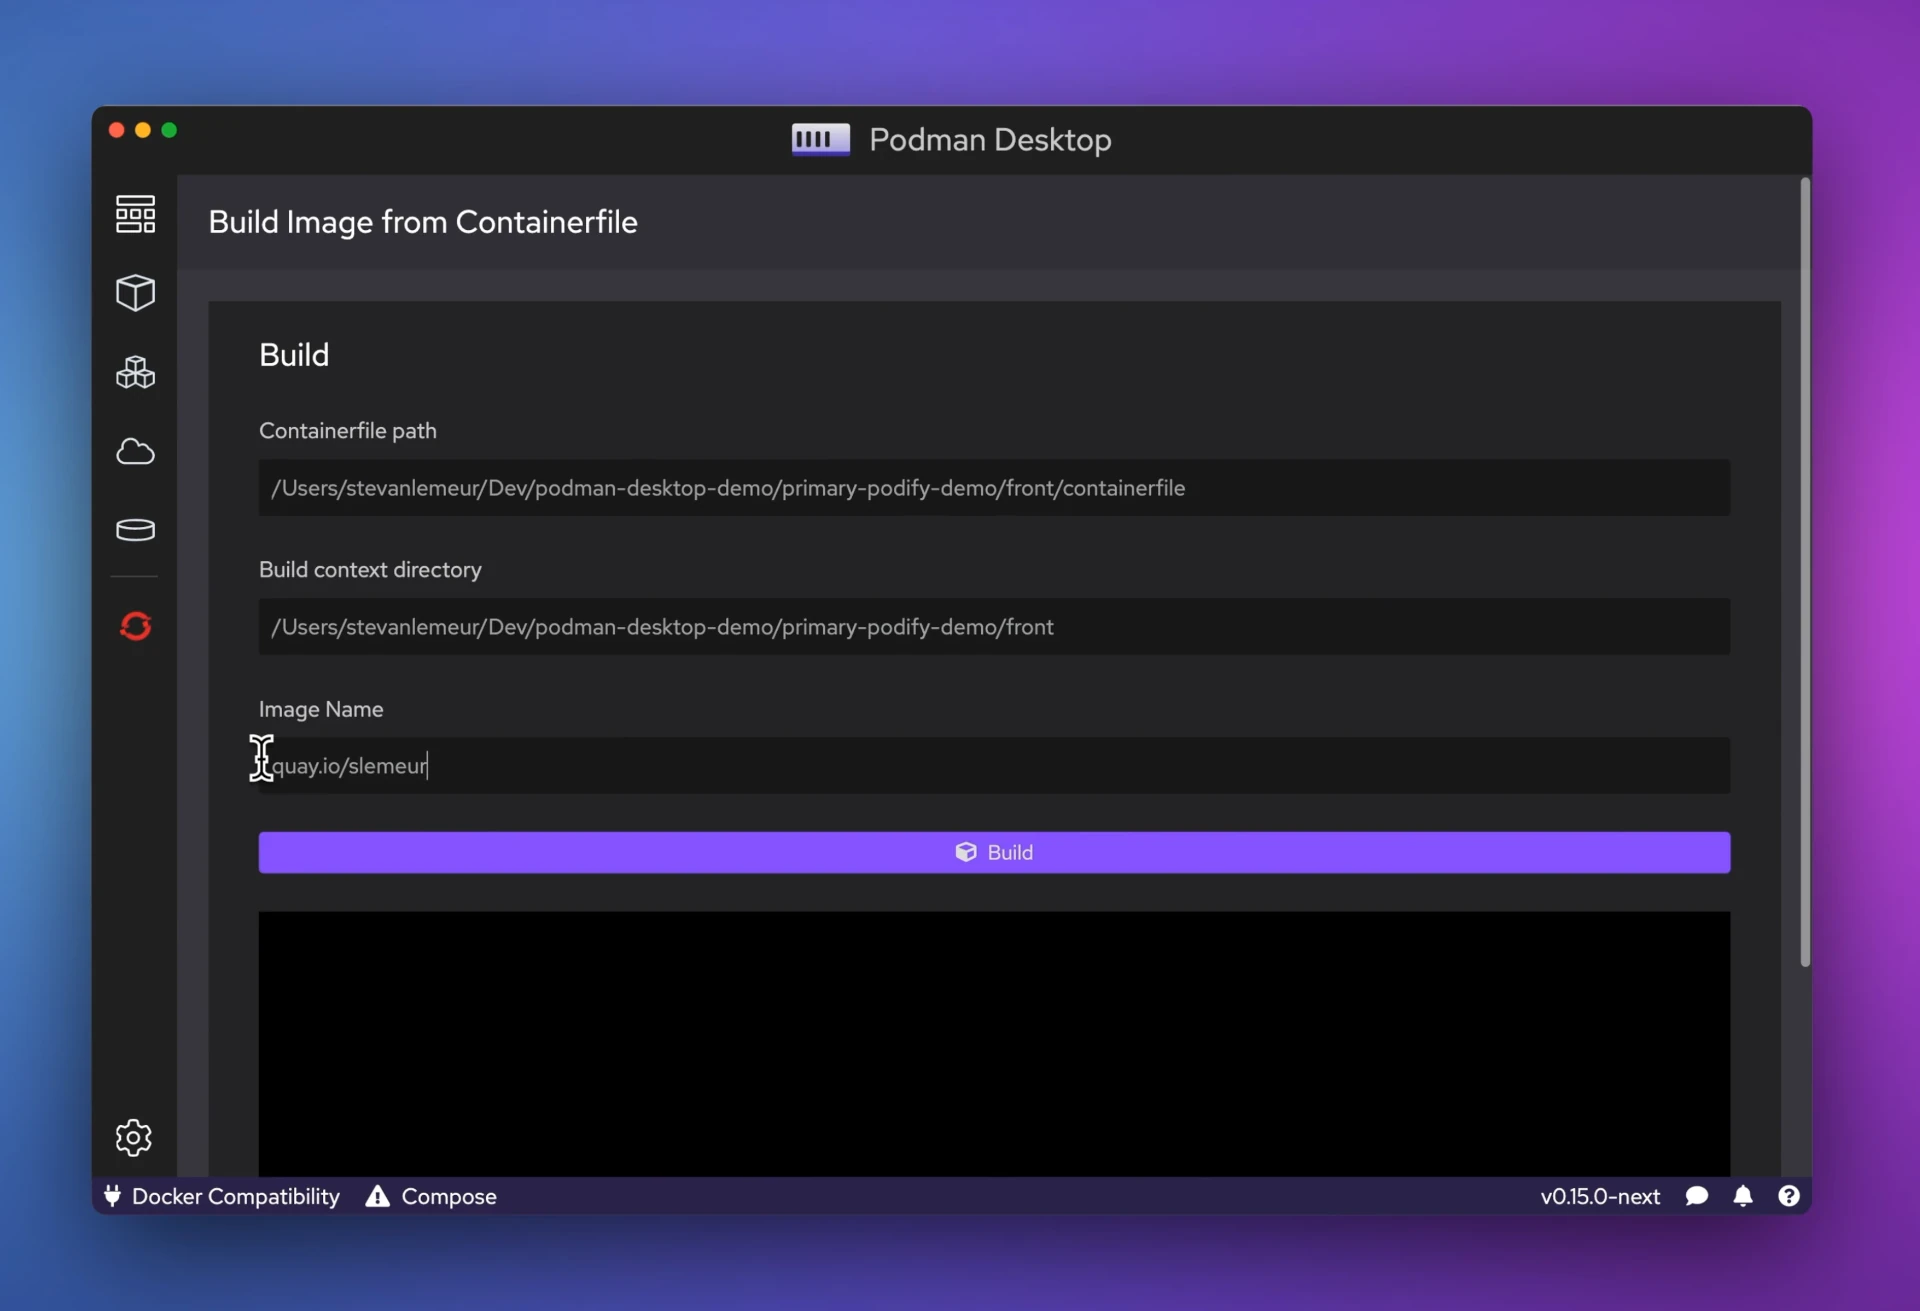 Podman Desktop
Build Image from Containerfile
Build
Containerfile path
/Users/stevanlemeur/Dev/podman-desktop-demo/primary-podify-demo/front/containerfile
Build context directory
/Users/stevanlemeur/Dev/podman-desktop-demo/primary-podify-demo/front
Image Name
quay.io/slemeur
Build
Docker Compatibility Compose v0.15.0-next